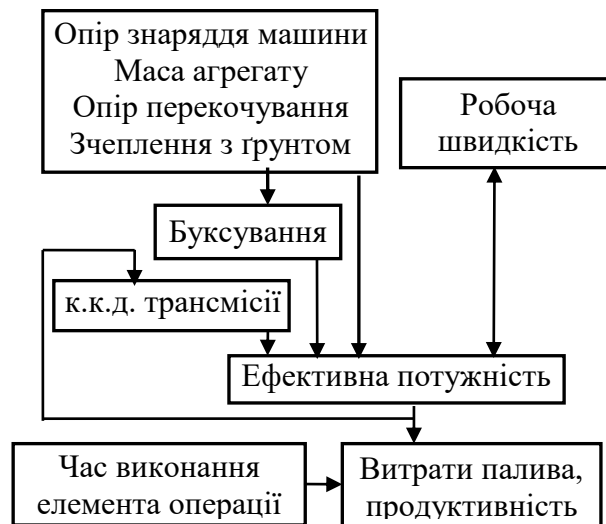 Опір знаряддя машини
Маса агрегату
Опір перекочування
Зчеплення з ґрунтом
Робоча
швидкість
Буксування
к.к.д. трансмісії
Ефективна потужність
Час виконання
елемента операції
Витрати палива,
продуктивність